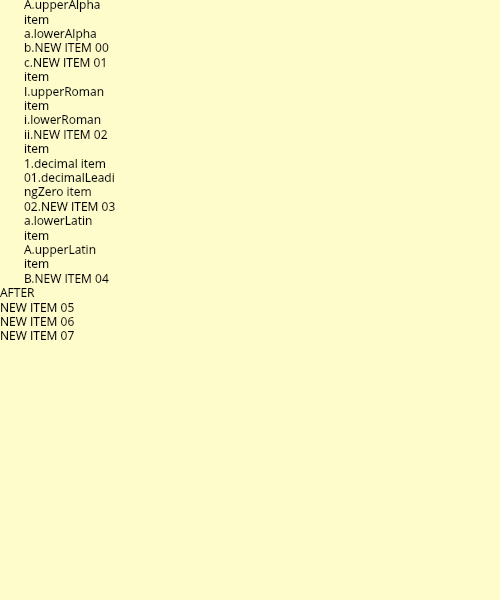 A.upperAlpha
item
a.lowerAlpha
b.NEW ITEM 00
c.NEW ITEM 01
item
I.upperRoman
item
i.lowerRoman
ii.NEW ITEM 02
item
1.decimal item
01.decimalLeadi
ngZero item
02.NEW ITEM 03
a.lowerLatin
item
A.upperLatin
item
B.NEW ITEM 04
AFTER
NEW ITEM 05
NEW ITEM 06
NEW ITEM 07